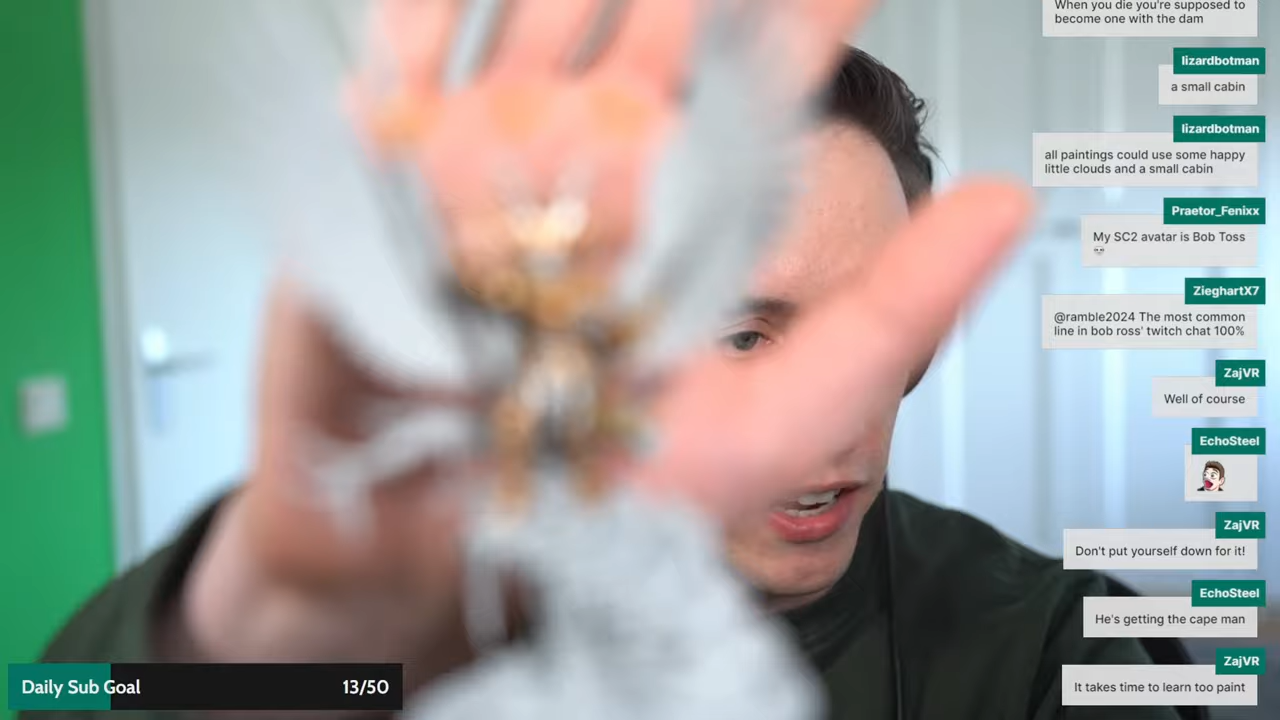 When you die you're supposed to
become one with the dam
lizardbotman
a small cabin
lizardbotman
all paintings could use some happy
little clouds and a small cabin
Praetor_Fenixx
My SC2 avatar is Bob Toss
ZieghartX7
@ramble2024 The most common
line in bob ross' twitch chat 100%
ZajVR
Well of course
EchoSteel
ZajVR
Don't put yourself down for it!
EchoSteel
He's getting the cape man
ZajVR
It takes time to learn too paint
Daily Sub Goal
13/50